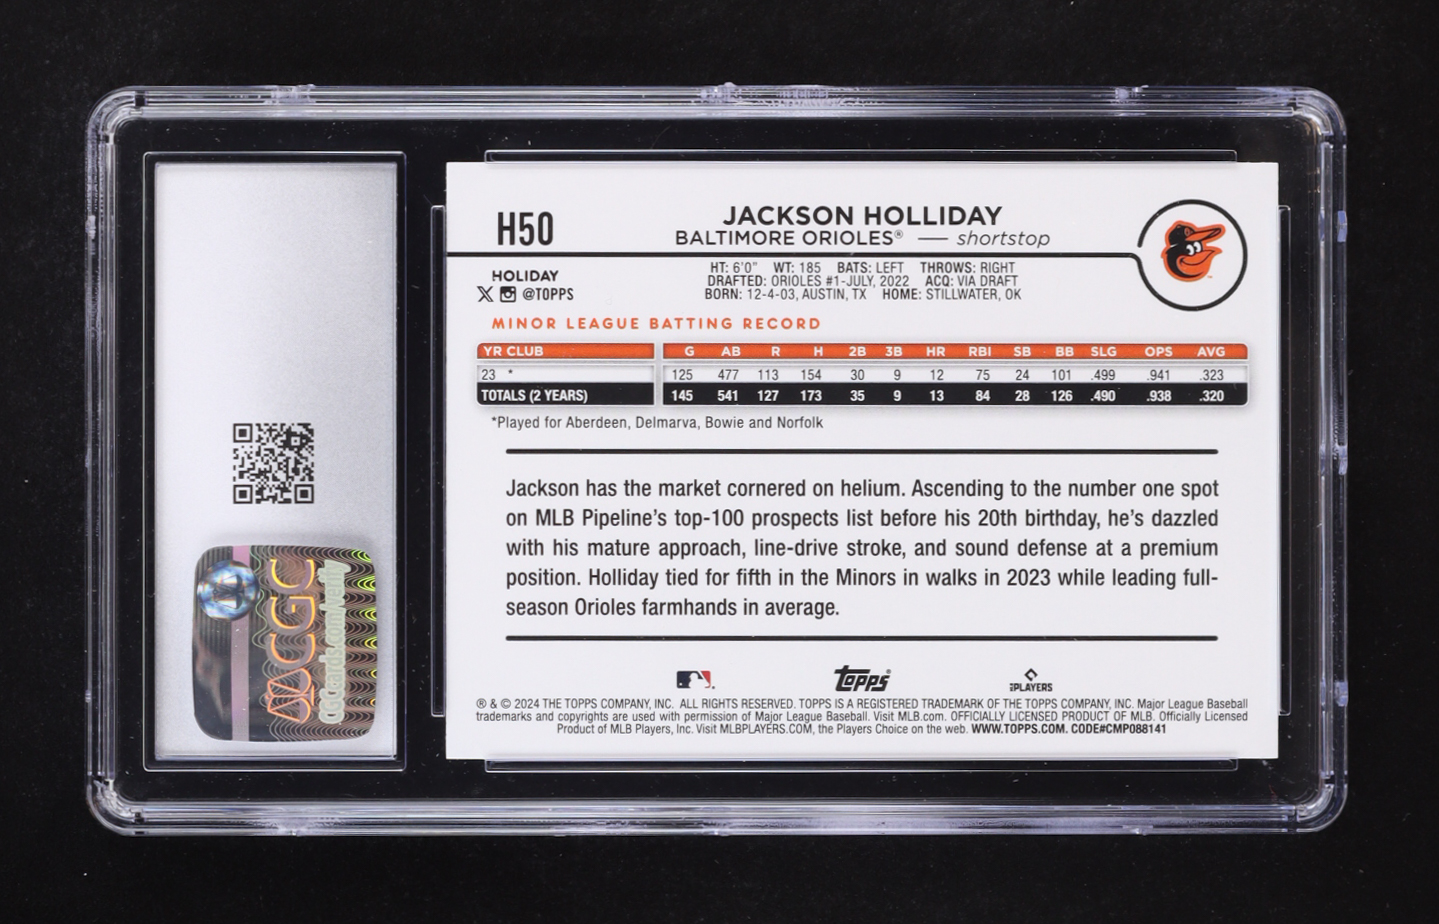 H50
JACKSON HOLLIDAY
BALTIMORE ORIOLES® — shortstop
HOLIDAY
@TOPPS
HT: 6'0" WT: 185 BATS: LEFT THROWS: RIGHT
DRAFTED: ORIOLES #1-JULY, 2022 ACQ: VIA DRAFT
BORN: 12-4-03, AUSTIN, TX HOME: STILLWATER, OK
MINOR LEAGUE BATTING RECORD
YR CLUB G AB R H 2B 3B HR RBI SB BB SLG OPS AVG
23 * 125 477 113 154 30 9 12 75 24 101 .499 .941 .323
TOTALS (2 YEARS) 145 541 127 173 35 9 13 84 28 126 .490 .938 .320
*Played for Aberdeen, Delmarva, Bowie and Norfolk
Jackson has the market cornered on helium. Ascending to the number one spot
on MLB Pipeline's top-100 prospects list before his 20th birthday, he's dazzled
with his mature approach, line-drive stroke, and sound defense at a premium
position. Holliday tied for fifth in the Minors in walks in 2023 while leading full-
season Orioles farmhands in average.
topps®
PLAYERS
® & © 2024 THE TOPPS COMPANY, INC. ALL RIGHTS RESERVED. TOPPS IS A REGISTERED TRADEMARK OF THE TOPPS COMPANY, INC. Major League Baseball
trademarks and copyrights are used with permission of Major League Baseball. Visit MLB.com. OFFICIALLY LICENSED PRODUCT OF MLB. Officially Licensed
Product of MLB Players, Inc. Visit MLBPLAYERS.COM, the Players Choice on the web. WWW.TOPPS.COM. CODE#CMP088141
CGC
CGCcards.com/verify